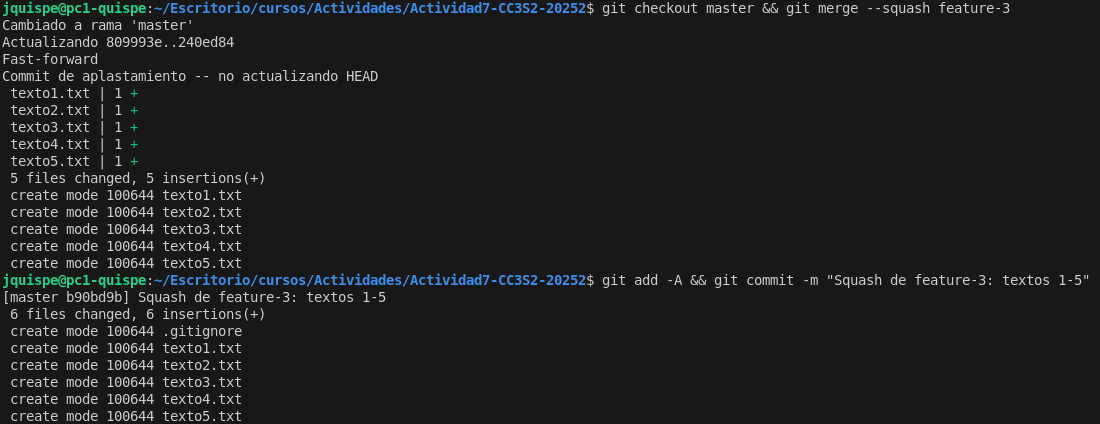 jquispe@pc1-quispe:~/Escritorio/cursos/Actividades/Actividad7-CC3S2-20252$ git checkout master && git merge --squash feature-3
Cambiado a rama 'master'
Actualizando 809993e..240ed84
Fast-forward
Commit de aplastamiento -- no actualizando HEAD
 texto1.txt | 1 +
 texto2.txt | 1 +
 texto3.txt | 1 +
 texto4.txt | 1 +
 texto5.txt | 1 +
 5 files changed, 5 insertions(+)
 create mode 100644 texto1.txt
 create mode 100644 texto2.txt
 create mode 100644 texto3.txt
 create mode 100644 texto4.txt
 create mode 100644 texto5.txt
jquispe@pc1-quispe:~/Escritorio/cursos/Actividades/Actividad7-CC3S2-20252$ git add -A && git commit -m "Squash de feature-3: textos 1-5"
[master b90bd9b] Squash de feature-3: textos 1-5
 6 files changed, 6 insertions(+)
 create mode 100644 .gitignore
 create mode 100644 texto1.txt
 create mode 100644 texto2.txt
 create mode 100644 texto3.txt
 create mode 100644 texto4.txt
 create mode 100644 texto5.txt